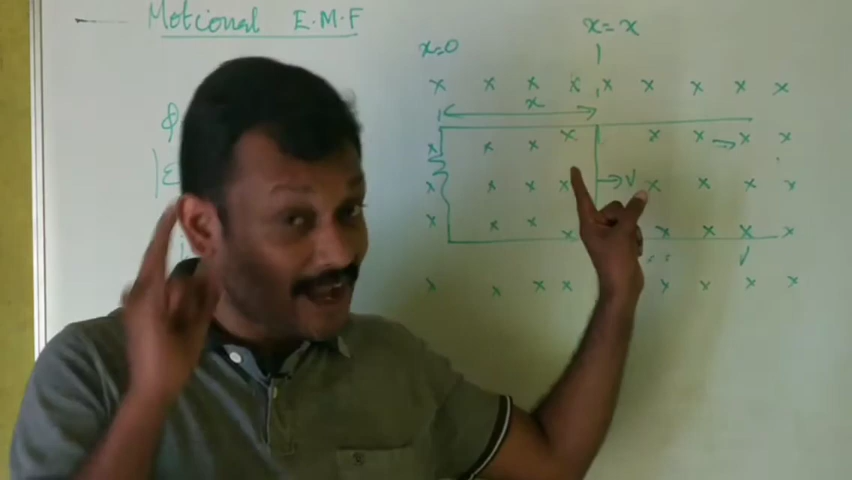 Motional E.M.F
x=0
x=x
x
φ
|E
V